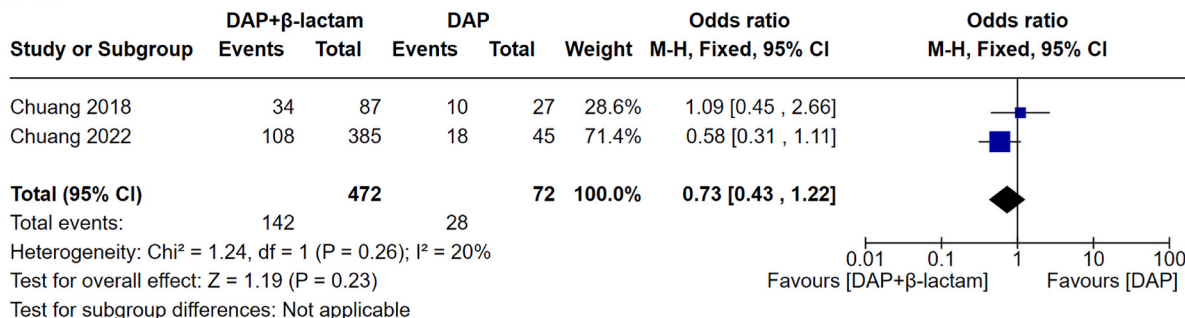 DAP+β-lactam DAP Odds ratio Odds ratio
Study or Subgroup Events Total Events Total Weight M-H, Fixed, 95% CI M-H, Fixed, 95% CI
Chuang 2018 34 87 10 27 28.6% 1.09 [0.45 , 2.66]
Chuang 2022 108 385 18 45 71.4% 0.58 [0.31 , 1.11]
Total (95% CI) 472 72 100.0% 0.73 [0.43 , 1.22]
Total events: 142 28
Heterogeneity: Chi² = 1.24, df = 1 (P = 0.26); I² = 20%
0.01 0.1 1 10 100
Test for overall effect: Z = 1.19 (P = 0.23)
Favours [DAP+β-lactam] Favours [DAP]
Test for subgroup differences: Not applicable